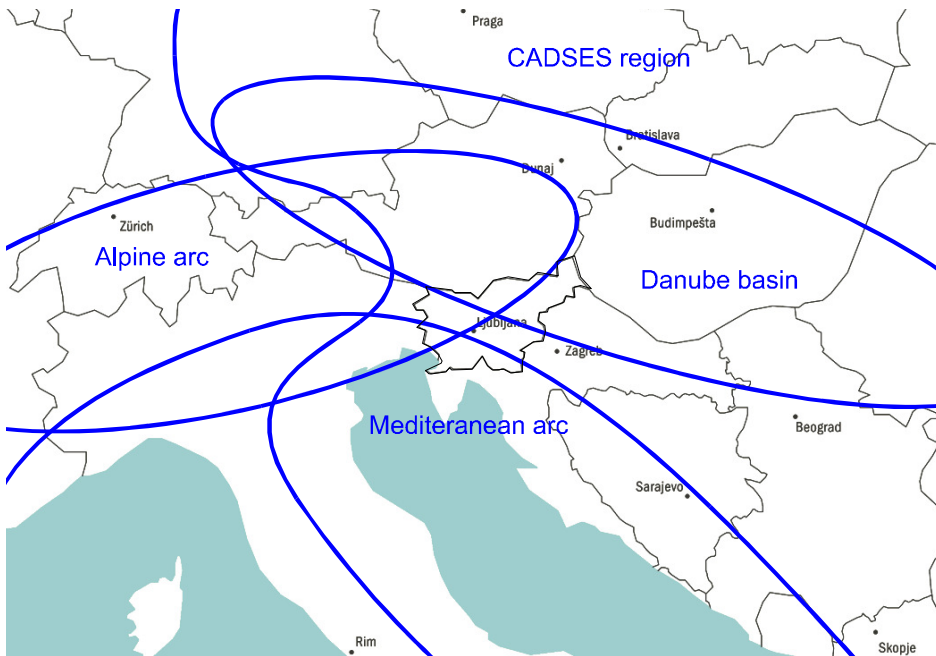 Praga
CADSES region
Bratislava
Dunaj
Zürich
Budimpešta
Alpine arc
Danube basin
Ljubljana
Zagreb
Mediteranean arc
Beograd
Sarajevo
Rim
Skopje